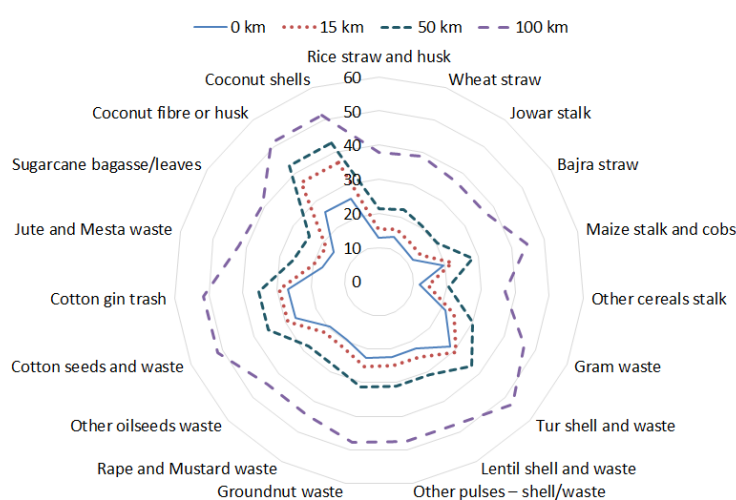 0 km 15 km 50 km 100 km
Rice straw and husk
Coconut shells 60 Wheat straw
Coconut fibre or husk 50 Jowar stalk
40
Sugarcane bagasse/leaves Bajra straw
30
20
Jute and Mesta waste Maize stalk and cobs
10
0
Cotton gin trash Other cereals stalk
Cotton seeds and waste Gram waste
Other oilseeds waste Tur shell and waste
Rape and Mustard waste Lentil shell and waste
Groundnut waste Other pulses – shell/waste